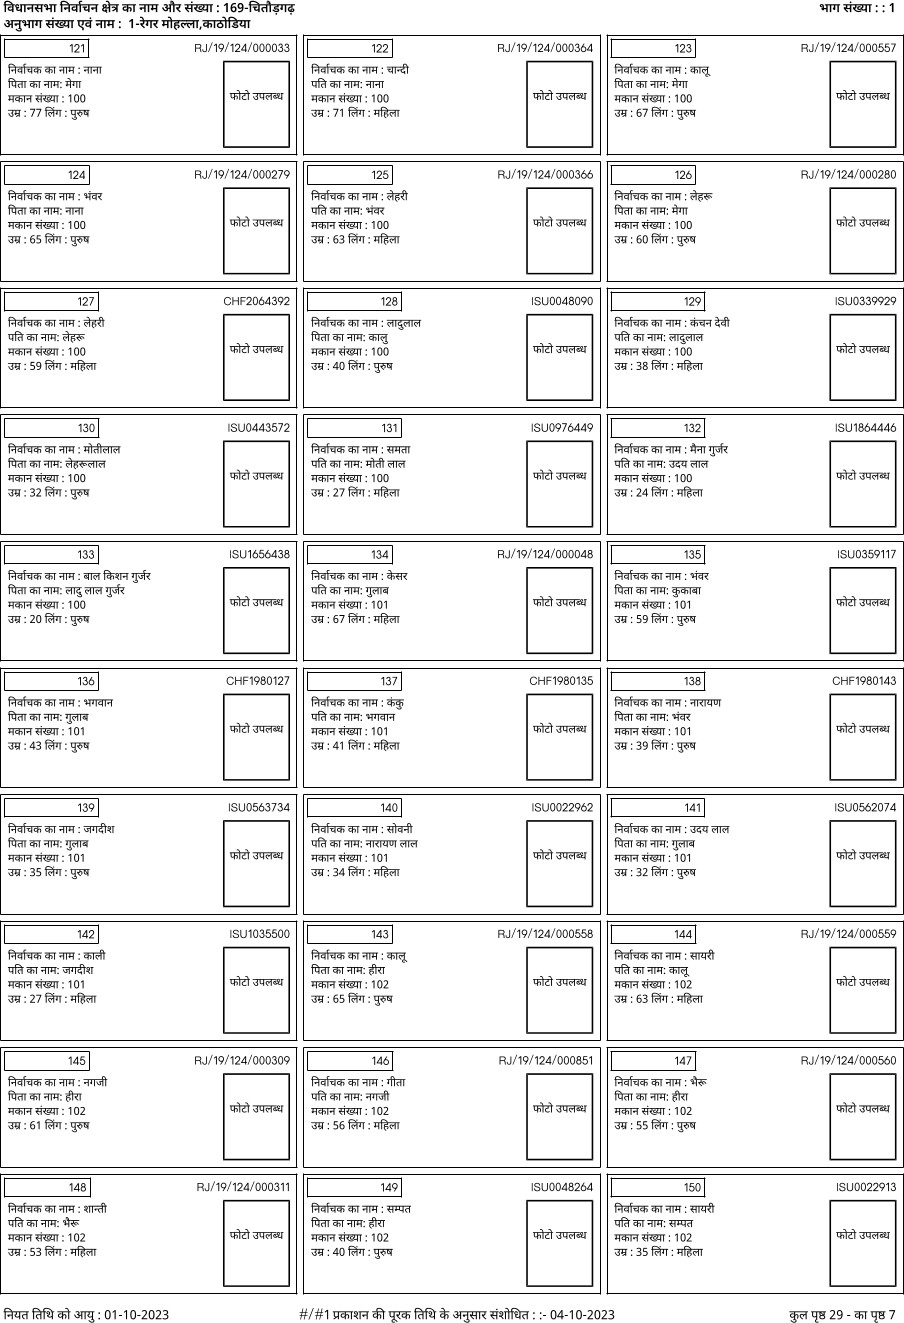 विधानसभा निर्वाचन क्षेत्र का नाम और संख्या : 169-चितौड़गढ़ भाग संख्या : : 1
अनुभाग संख्या एवं नाम : 1-रेगर मोहल्ला,काठोडिया
121 RJ/19/124/000033
निर्वाचक का नाम : नाना
पिता का नाम: मेगा
मकान संख्या : 100
उम्र : 77 लिंग : पुरुष
फोटो उपलब्ध
122 RJ/19/124/000364
निर्वाचक का नाम : चान्दी
पति का नाम: नाना
मकान संख्या : 100
उम्र : 71 लिंग : महिला
फोटो उपलब्ध
123 RJ/19/124/000557
निर्वाचक का नाम : कालू
पिता का नाम: मेगा
मकान संख्या : 100
उम्र : 67 लिंग : पुरुष
फोटो उपलब्ध
124 RJ/19/124/000279
निर्वाचक का नाम : भंवर
पिता का नाम: नाना
मकान संख्या : 100
उम्र : 65 लिंग : पुरुष
फोटो उपलब्ध
125 RJ/19/124/000366
निर्वाचक का नाम : लेहरी
पति का नाम: भंवर
मकान संख्या : 100
उम्र : 63 लिंग : महिला
फोटो उपलब्ध
126 RJ/19/124/000280
निर्वाचक का नाम : लेहरू
पिता का नाम: मेगा
मकान संख्या : 100
उम्र : 60 लिंग : पुरुष
फोटो उपलब्ध
127 CHF2064392
निर्वाचक का नाम : लेहरी
पति का नाम: लेहरू
मकान संख्या : 100
उम्र : 59 लिंग : महिला
फोटो उपलब्ध
128 ISU0048090
निर्वाचक का नाम : लादुलाल
पिता का नाम: कालु
मकान संख्या : 100
उम्र : 40 लिंग : पुरुष
फोटो उपलब्ध
129 ISU0339929
निर्वाचक का नाम : कंचन देवी
पति का नाम: लादुलाल
मकान संख्या : 100
उम्र : 38 लिंग : महिला
फोटो उपलब्ध
130 ISU0443572
निर्वाचक का नाम : मोतीलाल
पिता का नाम: लेहरूलाल
मकान संख्या : 100
उम्र : 32 लिंग : पुरुष
फोटो उपलब्ध
131 ISU0976449
निर्वाचक का नाम : समता
पति का नाम: मोती लाल
मकान संख्या : 100
उम्र : 27 लिंग : महिला
फोटो उपलब्ध
132 ISU1864446
निर्वाचक का नाम : मैना गुर्जर
पति का नाम: उदय लाल
मकान संख्या : 100
उम्र : 24 लिंग : महिला
फोटो उपलब्ध
133 ISU1656438
निर्वाचक का नाम : बाल किशन गुर्जर
पिता का नाम: लादु लाल गुर्जर
मकान संख्या : 100
उम्र : 20 लिंग : पुरुष
फोटो उपलब्ध
134 RJ/19/124/000048
निर्वाचक का नाम : केसर
पति का नाम: गुलाब
मकान संख्या : 101
उम्र : 67 लिंग : महिला
फोटो उपलब्ध
135 ISU0359117
निर्वाचक का नाम : भंवर
पिता का नाम: कुकाबा
मकान संख्या : 101
उम्र : 59 लिंग : पुरुष
फोटो उपलब्ध
136 CHF1980127
निर्वाचक का नाम : भगवान
पिता का नाम: गुलाब
मकान संख्या : 101
उम्र : 43 लिंग : पुरुष
फोटो उपलब्ध
137 CHF1980135
निर्वाचक का नाम : कंकु
पति का नाम: भगवान
मकान संख्या : 101
उम्र : 41 लिंग : महिला
फोटो उपलब्ध
138 CHF1980143
निर्वाचक का नाम : नारायण
पिता का नाम: भंवर
मकान संख्या : 101
उम्र : 39 लिंग : पुरुष
फोटो उपलब्ध
139 ISU0563734
निर्वाचक का नाम : जगदीश
पिता का नाम: गुलाब
मकान संख्या : 101
उम्र : 35 लिंग : पुरुष
फोटो उपलब्ध
140 ISU0022962
निर्वाचक का नाम : सोवनी
पति का नाम: नारायण लाल
मकान संख्या : 101
उम्र : 34 लिंग : महिला
फोटो उपलब्ध
141 ISU0562074
निर्वाचक का नाम : उदय लाल
पिता का नाम: गुलाब
मकान संख्या : 101
उम्र : 32 लिंग : पुरुष
फोटो उपलब्ध
142 ISU1035500
निर्वाचक का नाम : काली
पति का नाम: जगदीश
मकान संख्या : 101
उम्र : 27 लिंग : महिला
फोटो उपलब्ध
143 RJ/19/124/000558
निर्वाचक का नाम : कालू
पिता का नाम: हीरा
मकान संख्या : 102
उम्र : 65 लिंग : पुरुष
फोटो उपलब्ध
144 RJ/19/124/000559
निर्वाचक का नाम : सायरी
पति का नाम: कालू
मकान संख्या : 102
उम्र : 63 लिंग : महिला
फोटो उपलब्ध
145 RJ/19/124/000309
निर्वाचक का नाम : नगजी
पिता का नाम: हीरा
मकान संख्या : 102
उम्र : 61 लिंग : पुरुष
फोटो उपलब्ध
146 RJ/19/124/000851
निर्वाचक का नाम : गीता
पति का नाम: नगजी
मकान संख्या : 102
उम्र : 56 लिंग : महिला
फोटो उपलब्ध
147 RJ/19/124/000560
निर्वाचक का नाम : भैरू
पिता का नाम: हीरा
मकान संख्या : 102
उम्र : 55 लिंग : पुरुष
फोटो उपलब्ध
148 RJ/19/124/000311
निर्वाचक का नाम : शान्ती
पति का नाम: भैरू
मकान संख्या : 102
उम्र : 53 लिंग : महिला
फोटो उपलब्ध
149 ISU0048264
निर्वाचक का नाम : सम्पत
पिता का नाम: हीरा
मकान संख्या : 102
उम्र : 40 लिंग : पुरुष
फोटो उपलब्ध
150 ISU0022913
निर्वाचक का नाम : सायरी
पति का नाम: सम्पत
मकान संख्या : 102
उम्र : 35 लिंग : महिला
फोटो उपलब्ध
नियत तिथि को आयु : 01-10-2023 #/#1 प्रकाशन की पूरक तिथि के अनुसार संशोधित : :- 04-10-2023 कुल पृष्ठ 29 - का पृष्ठ 7